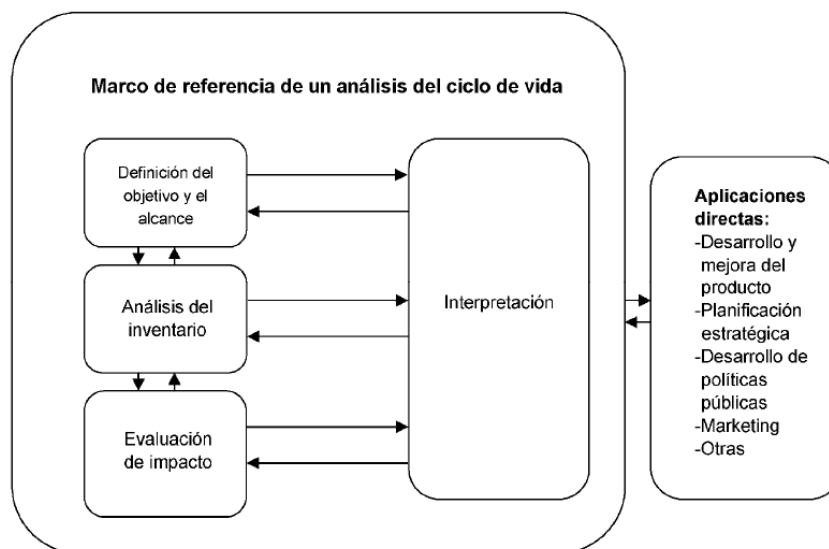 Marco de referencia de un análisis del ciclo de vida
Definición del
objetivo y el
alcance
Análisis del
inventario
Evaluación
de impacto
Interpretación
Aplicaciones
directas:
-Desarrollo y
mejora del
producto
-Planificación
estratégica
-Desarrollo de
políticas
públicas
-Marketing
-Otras